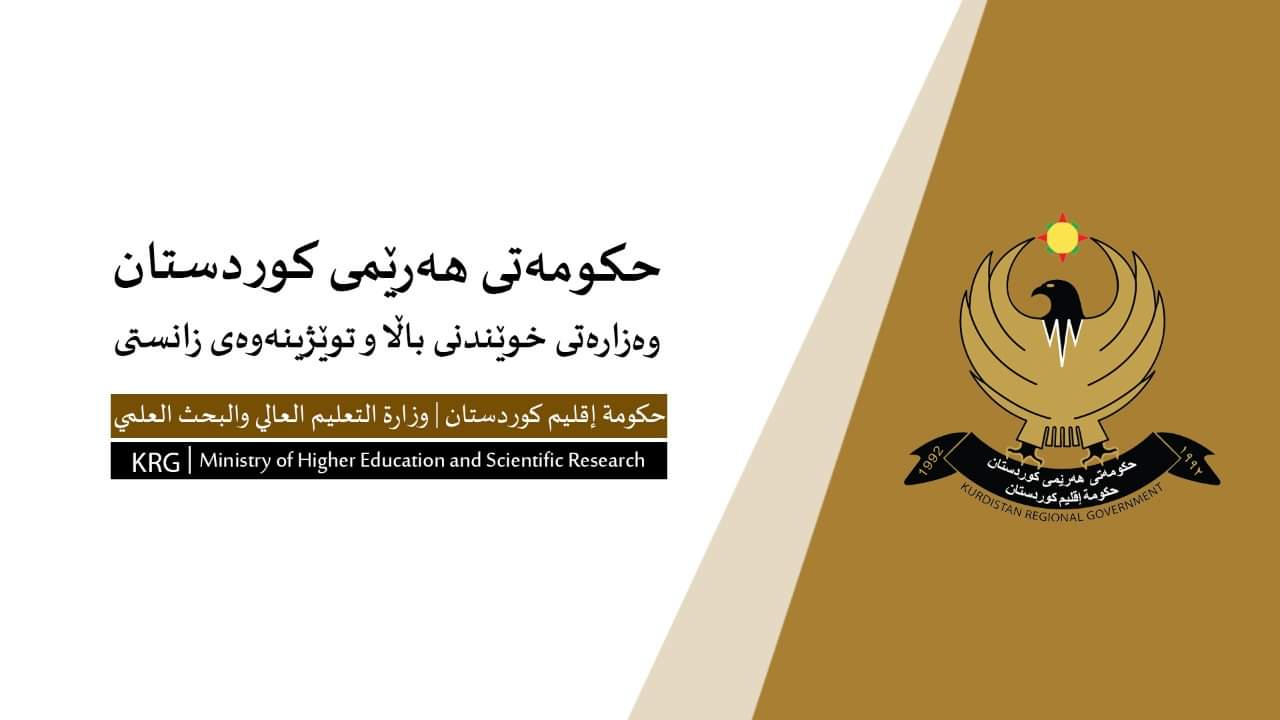 حکومەتی هەرێمی کوردستان
وەزارەتی خوێندنی باڵا و توێژینەوەی زانستی
حكومة إقليم كوردستان | وزارة التعليم العالي والبحث العلمي
KRG | Ministry of Higher Education and Scientific Research
1992
حکومەتی هەرێمی کوردستان
حكومة إقليم كوردستان
١٩٩٢
KURDISTAN REGIONAL GOVERNMENT